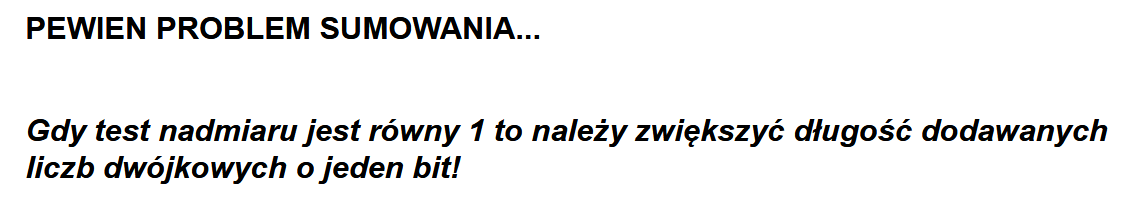 PEWIEN PROBLEM SUMOWANIA...
Gdy test nadmiaru jest równy 1 to należy zwiększyć długość dodawanych
liczb dwójkowych o jeden bit!